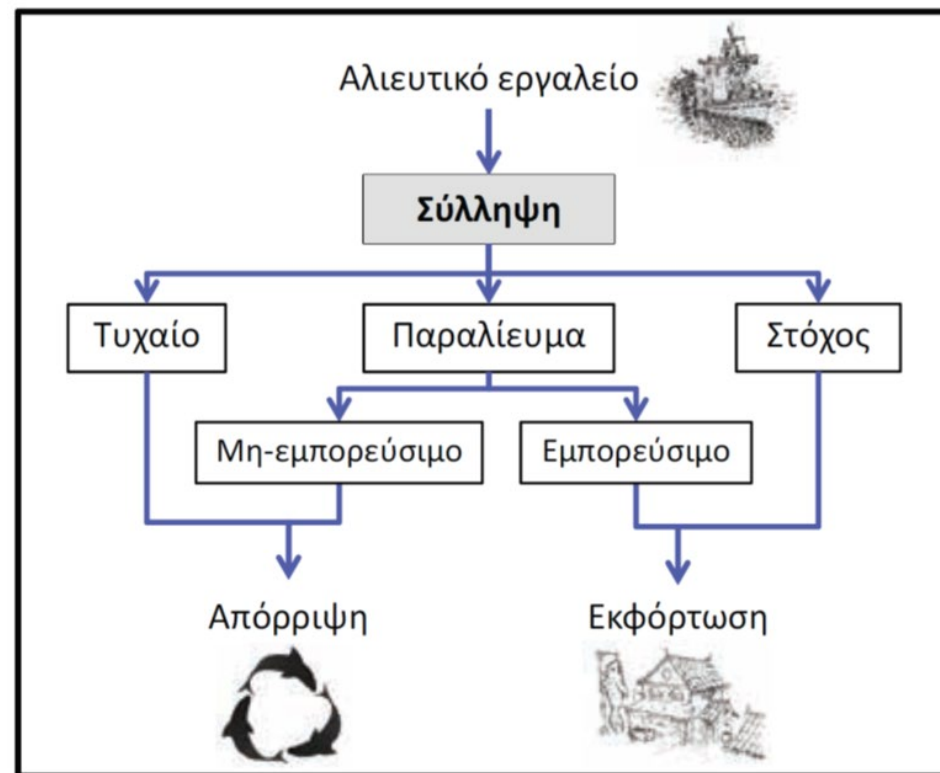 Αλιευτικό εργαλείο
Σύλληψη
Τυχαίο
Παραλίευμα
Στόχος
Μη-εμπορεύσιμο
Εμπορεύσιμο
Απόρριψη
Εκφόρτωση